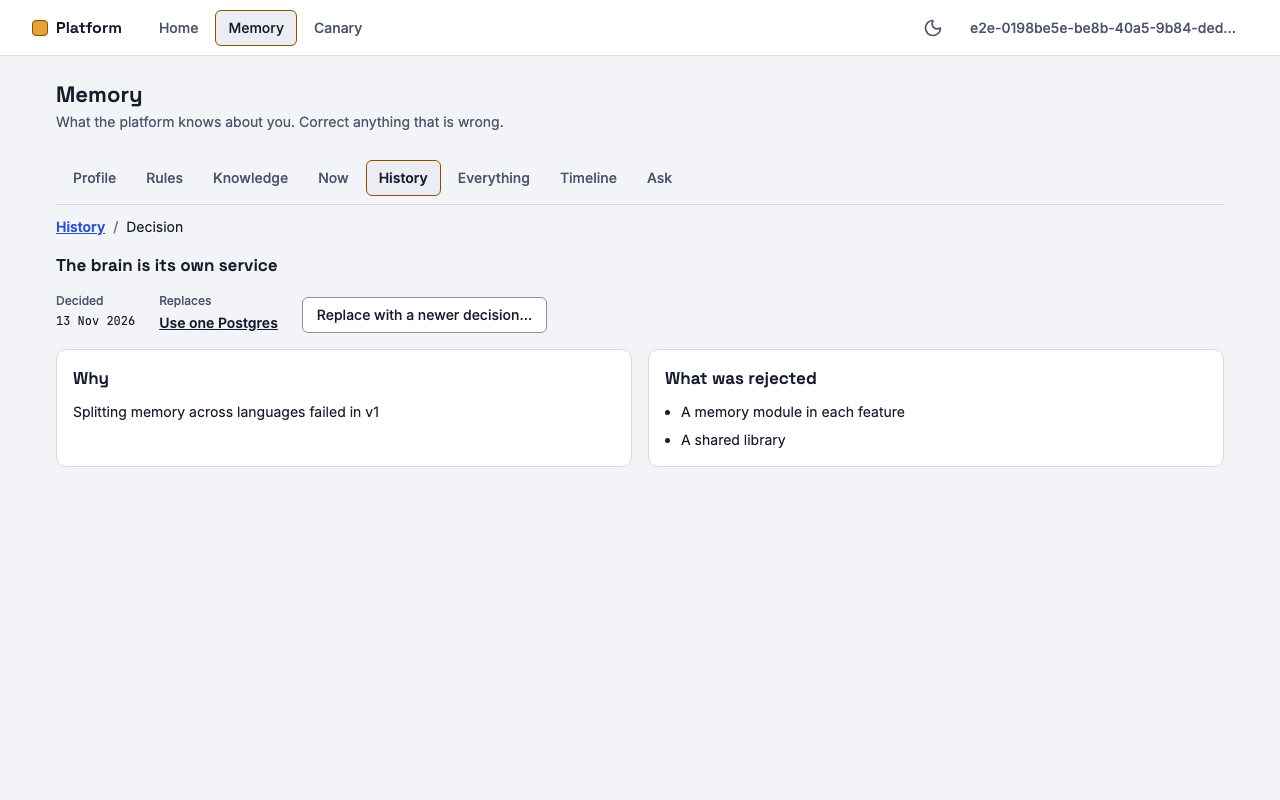 Platform Home Memory Canary e2e-0198be5e-be8b-40a5-9b84-ded...
Memory
What the platform knows about you. Correct anything that is wrong.
Profile Rules Knowledge Now History Everything Timeline Ask
History / Decision
The brain is its own service
Decided Replaces
13 Nov 2026 Use one Postgres Replace with a newer decision...
Why
Splitting memory across languages failed in v1
What was rejected
• A memory module in each feature
• A shared library